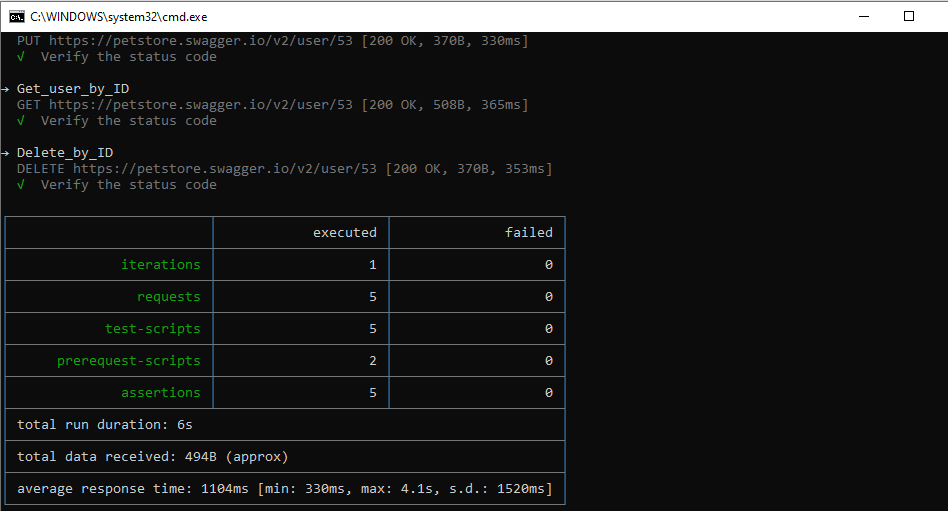 C:\WINDOWS\system32\cmd.exe
PUT https://petstore.swagger.io/v2/user/53 [200 OK, 370B, 330ms]
√ Verify the status code
→ Get_user_by_ID
GET https://petstore.swagger.io/v2/user/53 [200 OK, 508B, 365ms]
√ Verify the status code
→ Delete_by_ID
DELETE https://petstore.swagger.io/v2/user/53 [200 OK, 370B, 353ms]
√ Verify the status code
executed failed
iterations 1 0
requests 5 0
test-scripts 5 0
prerequest-scripts 2 0
assertions 5 0
total run duration: 6s
total data received: 494B (approx)
average response time: 1104ms [min: 330ms, max: 4.1s, s.d.: 1520ms]